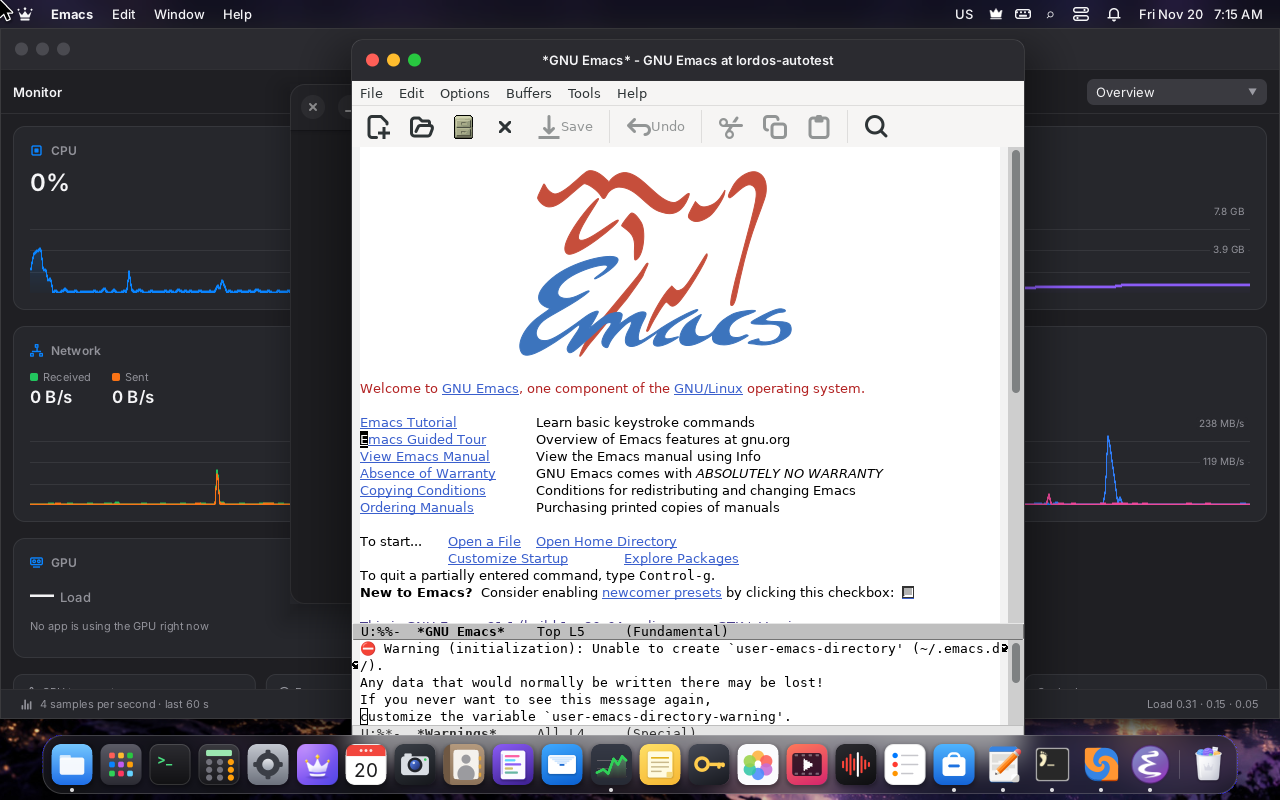 Emacs Edit Window Help US Fri Nov 20 7:15 AM
*GNU Emacs* - GNU Emacs at lordos-autotest
Monitor
Overview
File Edit Options Buffers Tools Help
Save Undo
CPU
0%
7.8 GB
3.9 GB
Network
Received Sent
0 B/s 0 B/s
238 MB/s
119 MB/s
GPU
Load
No app is using the GPU right now
4 samples per second · last 60 s
Load 0.31 · 0.15 · 0.05
Emacs
Welcome to GNU Emacs, one component of the GNU/Linux operating system.
Emacs Tutorial Learn basic keystroke commands
Emacs Guided Tour Overview of Emacs features at gnu.org
View Emacs Manual View the Emacs manual using Info
Absence of Warranty GNU Emacs comes with ABSOLUTELY NO WARRANTY
Copying Conditions Conditions for redistributing and changing Emacs
Ordering Manuals Purchasing printed copies of manuals
To start... Open a File Open Home Directory
Customize Startup Explore Packages
To quit a partially entered command, type Control-g.
New to Emacs? Consider enabling newcomer presets by clicking this checkbox:
U:%%- *GNU Emacs* Top L5 (Fundamental)
⛔ Warning (initialization): Unable to create `user-emacs-directory' (~/.emacs.d
/).
Any data that would normally be written there may be lost!
If you never want to see this message again,
customize the variable `user-emacs-directory-warning'.
U:%*- *Warnings* All L4 (Special)
20